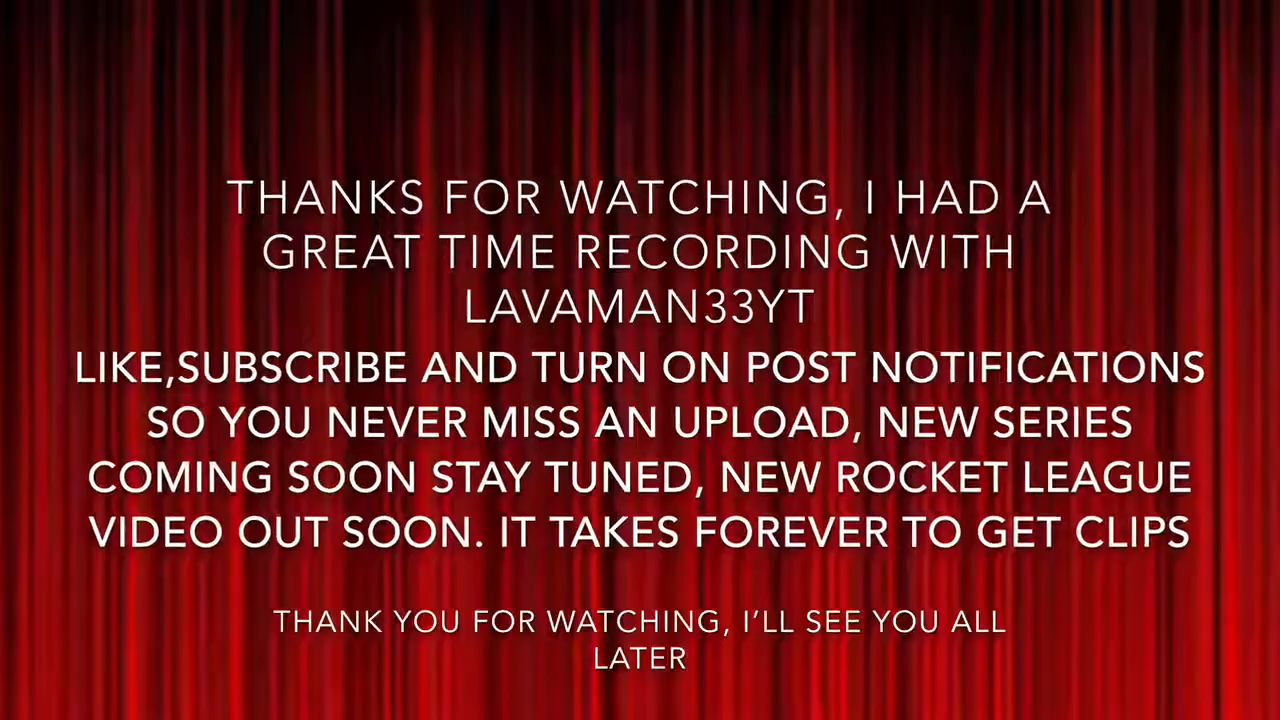 THANKS FOR WATCHING, I HAD A
GREAT TIME RECORDING WITH
LAVAMAN33YT
LIKE,SUBSCRIBE AND TURN ON POST NOTIFICATIONS
SO YOU NEVER MISS AN UPLOAD, NEW SERIES
COMING SOON STAY TUNED, NEW ROCKET LEAGUE
VIDEO OUT SOON. IT TAKES FOREVER TO GET CLIPS
THANK YOU FOR WATCHING, I’LL SEE YOU ALL
LATER